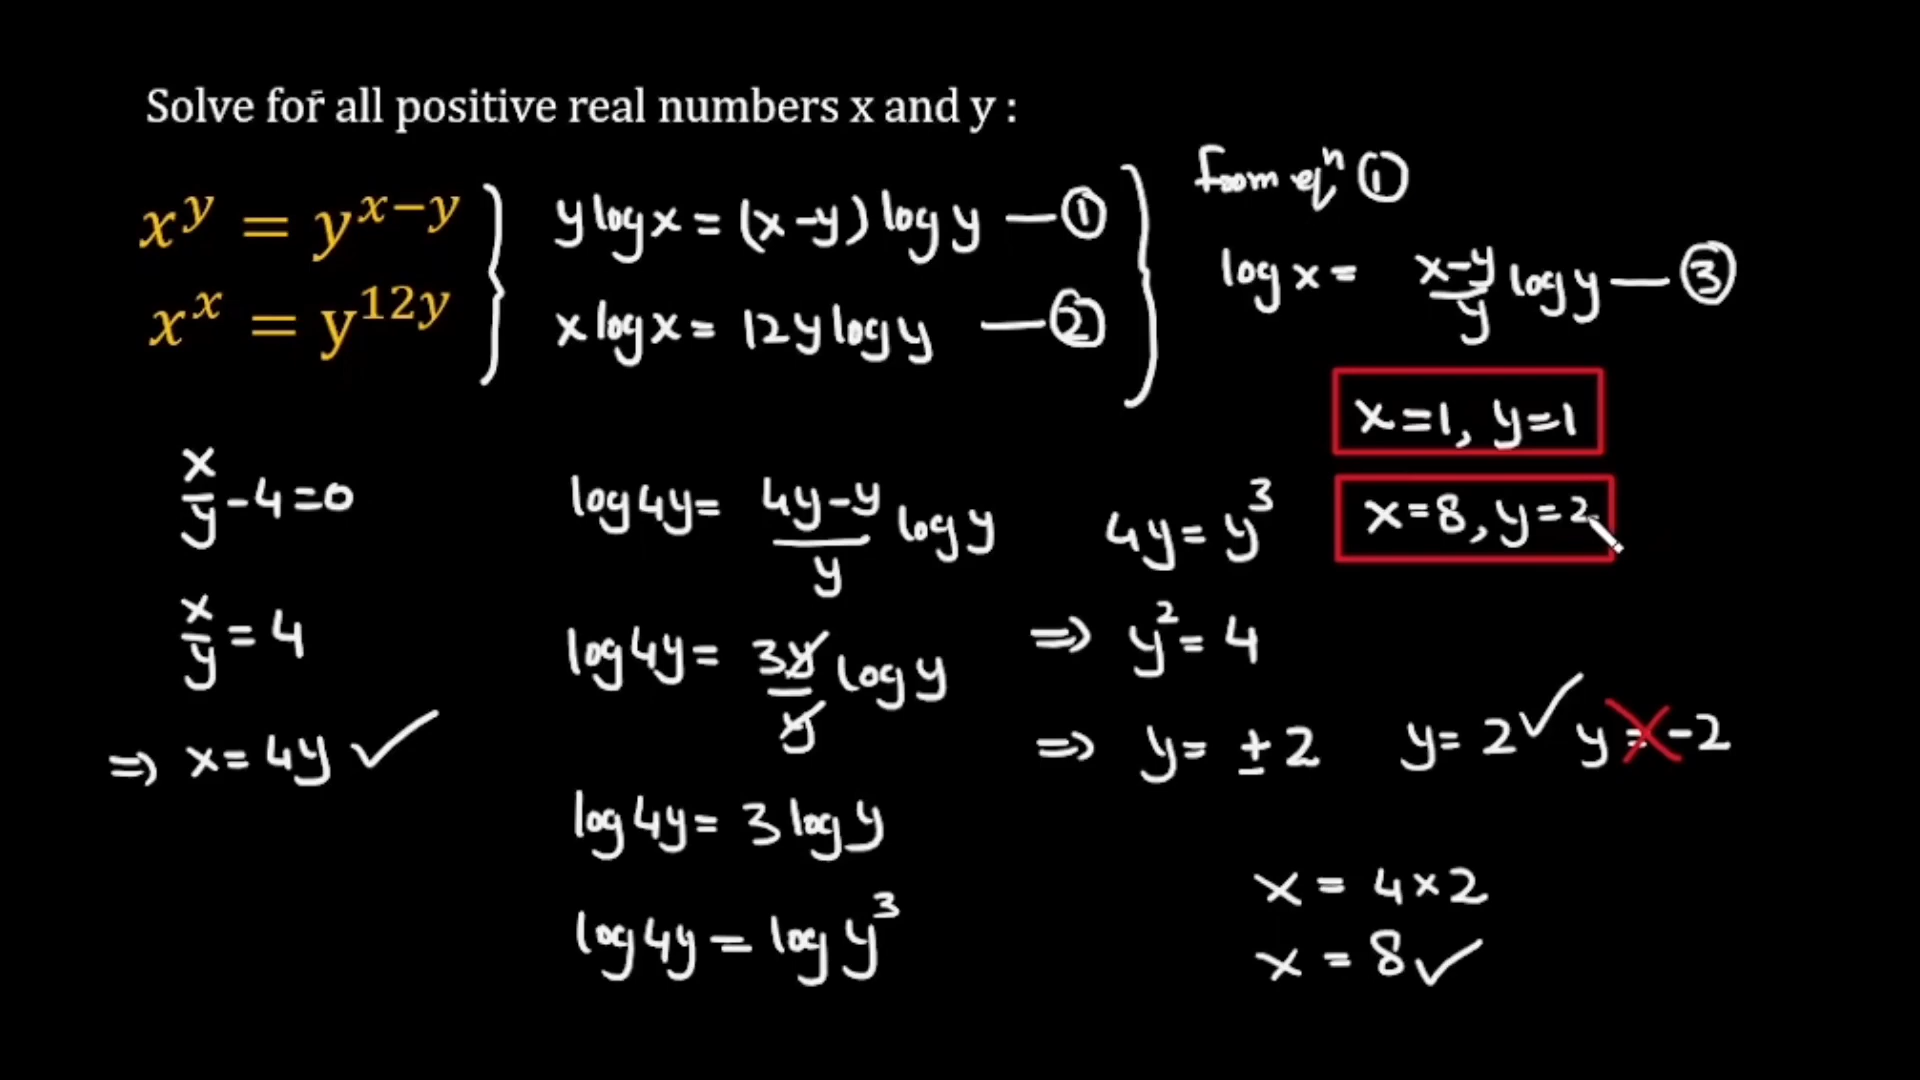 Solve for all positive real numbers x and y :
x^y = y^(x−y)
x^x = y^(12y)
y log x = (x-y) log y — ①
x log x = 12y log y — ②
from eqⁿ ①
log x = (x-y)/y log y — ③
x=1, y=1
x=8, y=2
x/y - 4 = 0
x/y = 4
⇒ x = 4y ✓
log 4y = (4y-y)/y log y
log 4y = 3y/y log y
log 4y = 3 log y
log 4y = log y³
4y = y³
⇒ y² = 4
⇒ y = ± 2
y = 2 ✓ y = -2
x = 4×2
x = 8 ✓